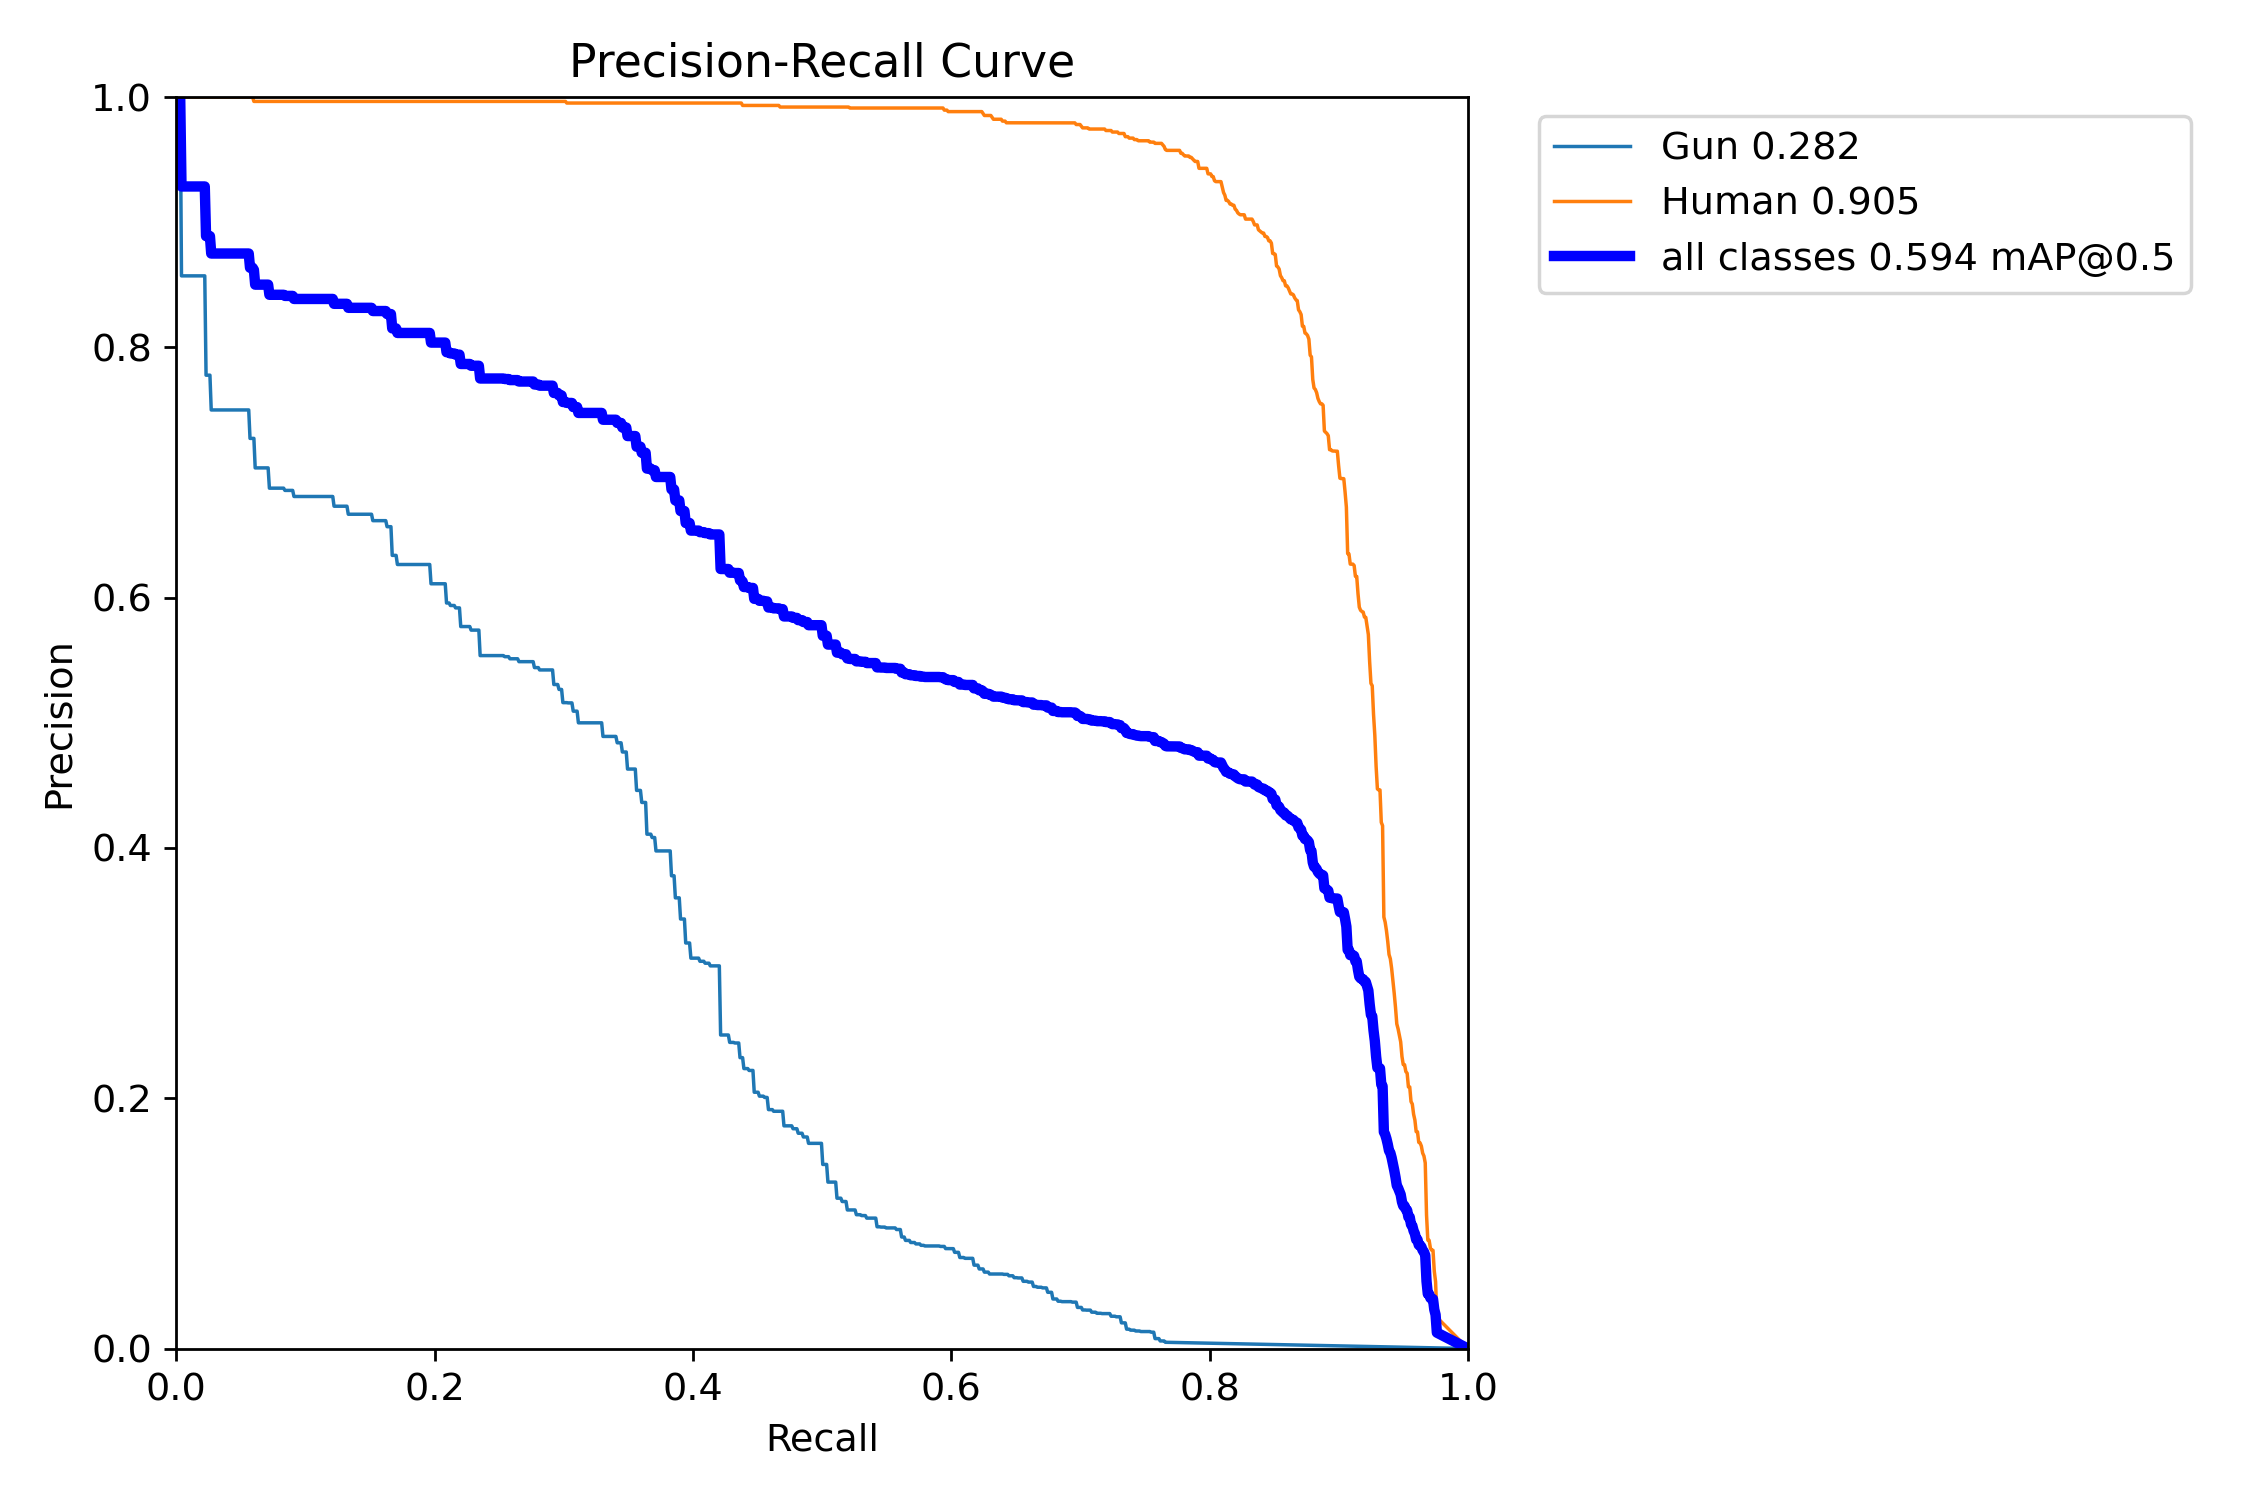 Precision-Recall Curve
1.0
0.8
0.6
0.4
0.2
0.0
Precision
0.0 0.2 0.4 0.6 0.8 1.0
Recall
Gun 0.282
Human 0.905
all classes 0.594 mAP@0.5